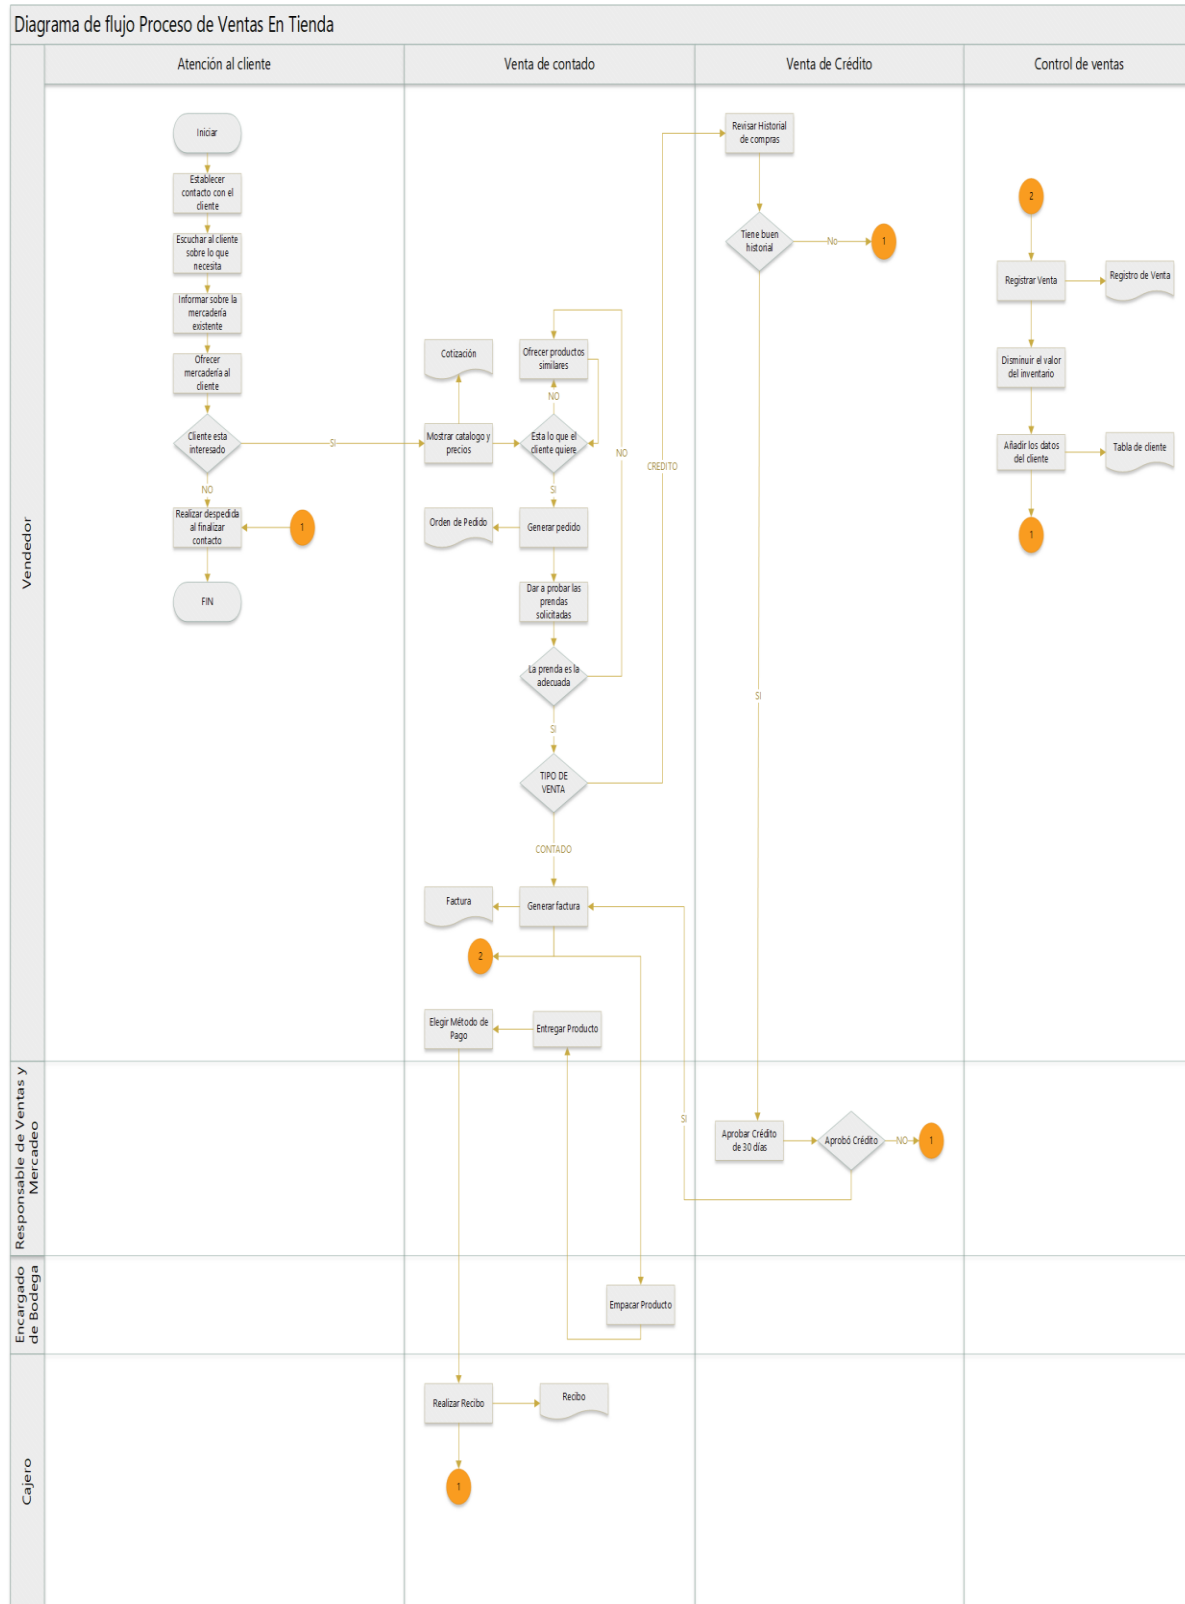 Diagrama de flujo Proceso de Ventas En Tienda
Atención al cliente
Venta de contado
Venta de Crédito
Control de ventas
Vendedor
Iniciar
Establecer
contacto con el
cliente
Escuchar al cliente
sobre lo que
necesita
Informar sobre la
mercadería
existente
Ofrecer
mercadería al
cliente
Cliente esta
interesado
SI
NO
Realizar despedida
al finalizar
contacto
1
FIN
Cotización
Ofrecer productos
similares
NO
Mostrar catalogo y
precios
Esta lo que el
cliente quiere
NO
SI
Orden de Pedido
Generar pedido
Dar a probar las
prendas
solicitadas
La prenda es la
adecuada
SI
TIPO DE
VENTA
CREDITO
CONTADO
Factura
Generar factura
2
Elegir Método de
Pago
Entregar Producto
Revisar Historial
de compras
Tiene buen
historial
No
1
SI
2
Registrar Venta
Registro de Venta
Disminuir el valor
del inventario
Añadir los datos
del cliente
Tabla de cliente
1
Responsable de Ventas y
Mercadeo
SI
Aprobar Crédito
de 30 días
Aprobó Crédito
NO
1
Encargado
de Bodega
Empacar Producto
Cajero
Realizar Recibo
Recibo
1